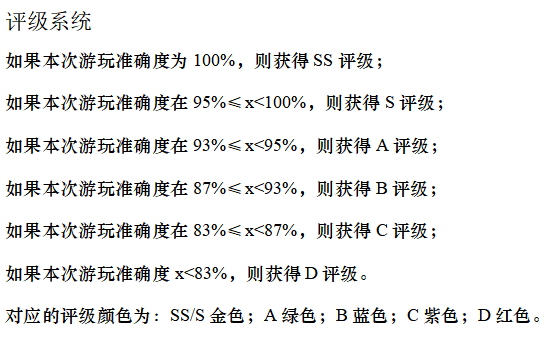 评级系统
如果本次游玩准确度为 100%，则获得 SS 评级；
如果本次游玩准确度在 95%≤x<100%，则获得 S 评级；
如果本次游玩准确度在 93%≤x<95%，则获得 A 评级；
如果本次游玩准确度在 87%≤x<93%，则获得 B 评级；
如果本次游玩准确度在 83%≤x<87%，则获得 C 评级；
如果本次游玩准确度 x<83%，则获得 D 评级。
对应的评级颜色为：SS/S 金色；A 绿色；B 蓝色；C 紫色；D 红色。